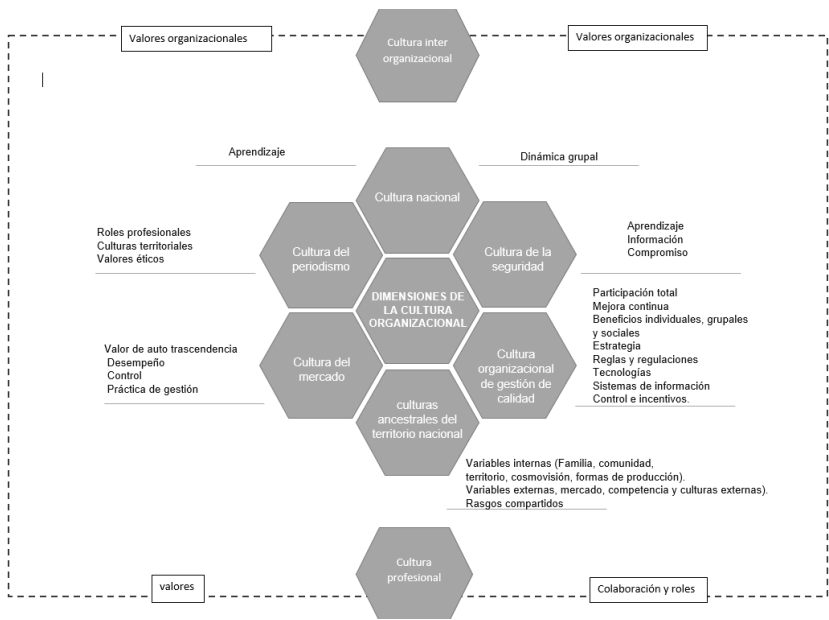 Valores organizacionales
Cultura inter
organizacional
Valores organizacionales
Aprendizaje
Dinámica grupal
Cultura nacional
Roles profesionales
Culturas territoriales
Valores éticos
Cultura del
periodismo
Cultura de la
seguridad
Aprendizaje
Información
Compromiso
DIMENSIONES DE
LA CULTURA
ORGANIZACIONAL
Participación total
Mejora continua
Beneficios individuales, grupales
y sociales
Estrategia
Reglas y regulaciones
Tecnologías
Sistemas de información
Control e incentivos.
Valor de auto trascendencia
Desempeño
Control
Práctica de gestión
Cultura del
mercado
Cultura
organizacional
de gestión de
calidad
culturas
ancestrales del
territorio nacional
Variables internas (Familia, comunidad,
territorio, cosmovisión, formas de producción).
Variables externas, mercado, competencia y culturas externas).
Rasgos compartidos
Cultura
profesional
valores
Colaboración y roles